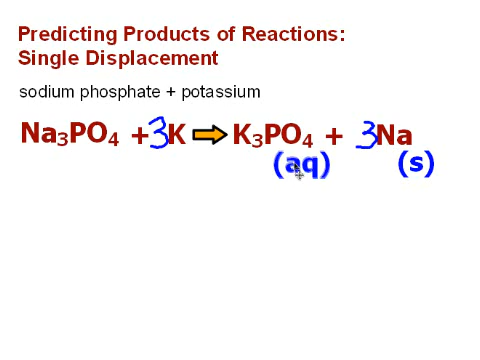 Predicting Products of Reactions:
Single Displacement
sodium phosphate + potassium
Na₃PO₄ + 3K ⇨ K₃PO₄ + 3Na
(aq) (s)